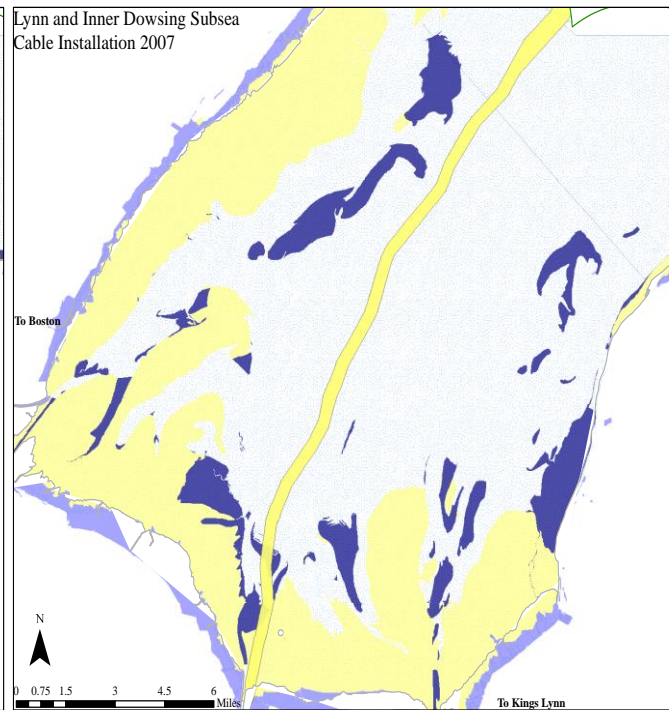 Lynn and Inner Dowsing Subsea
Cable Installation 2007
To Boston
N
0 0.75 1.5 3 4.5 6
Miles
To Kings Lynn